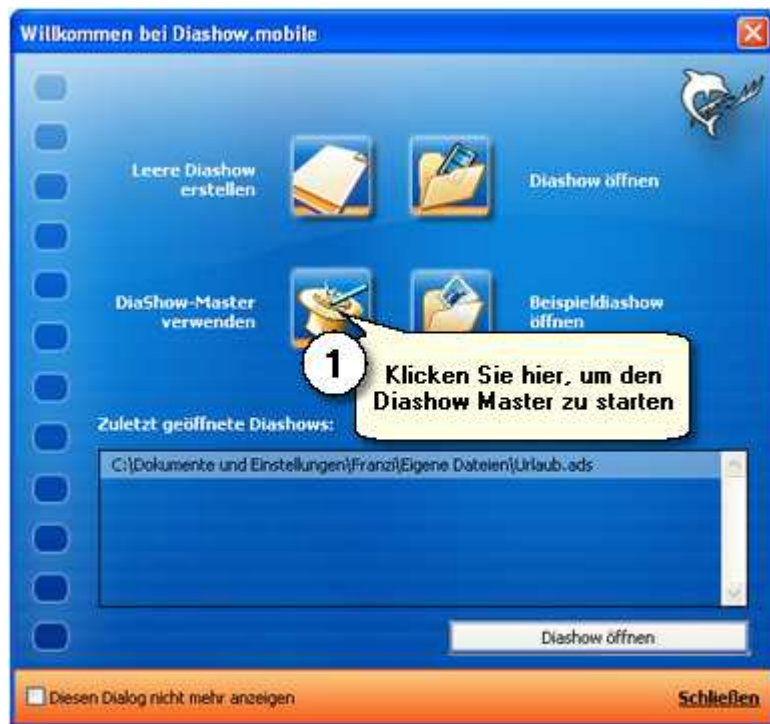 Willkommen bei Diashow.mobile
Leere Diashow
erstellen
Diashow öffnen
DiaShow-Master
verwenden
Beispieldiashow
öffnen
1
Klicken Sie hier, um den
Diashow Master zu starten
Zuletzt geöffnete Diashows:
C:\Dokumente und Einstellungen\Franzi\Eigene Dateien\Urlaub.ads
Diashow öffnen
Diesen Dialog nicht mehr anzeigen
Schließen